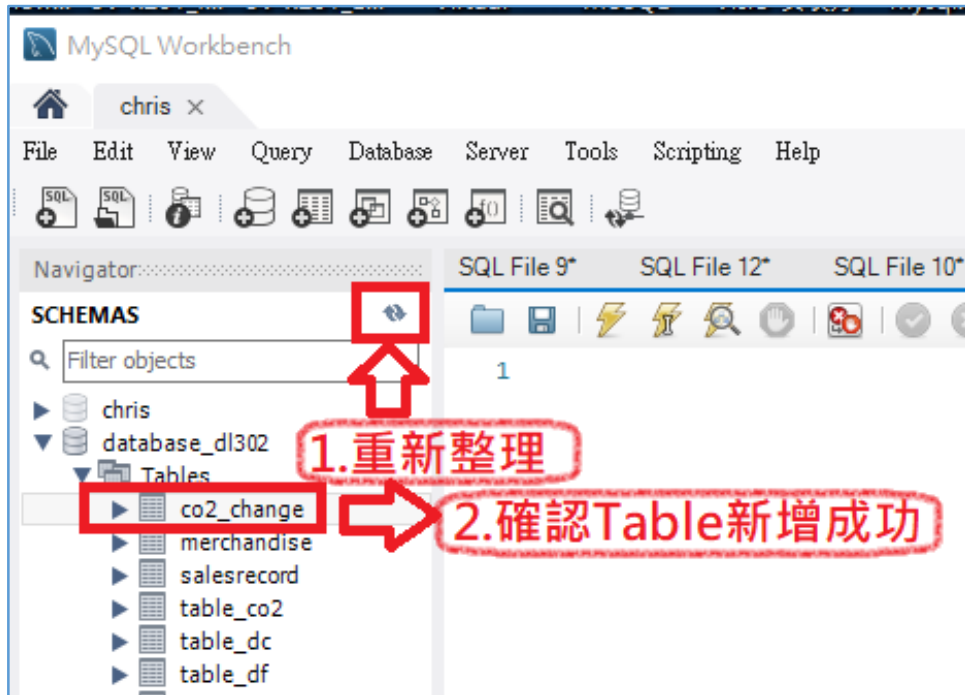 MySQL Workbench
chris
File Edit View Query Database Server Tools Scripting Help
Navigator
SQL File 9* SQL File 12* SQL File 10*
SCHEMAS
Filter objects
1
chris
database_dl302
1.重新整理
Tables
co2_change
2.確認Table新增成功
merchandise
salesrecord
table_co2
table_dc
table_df